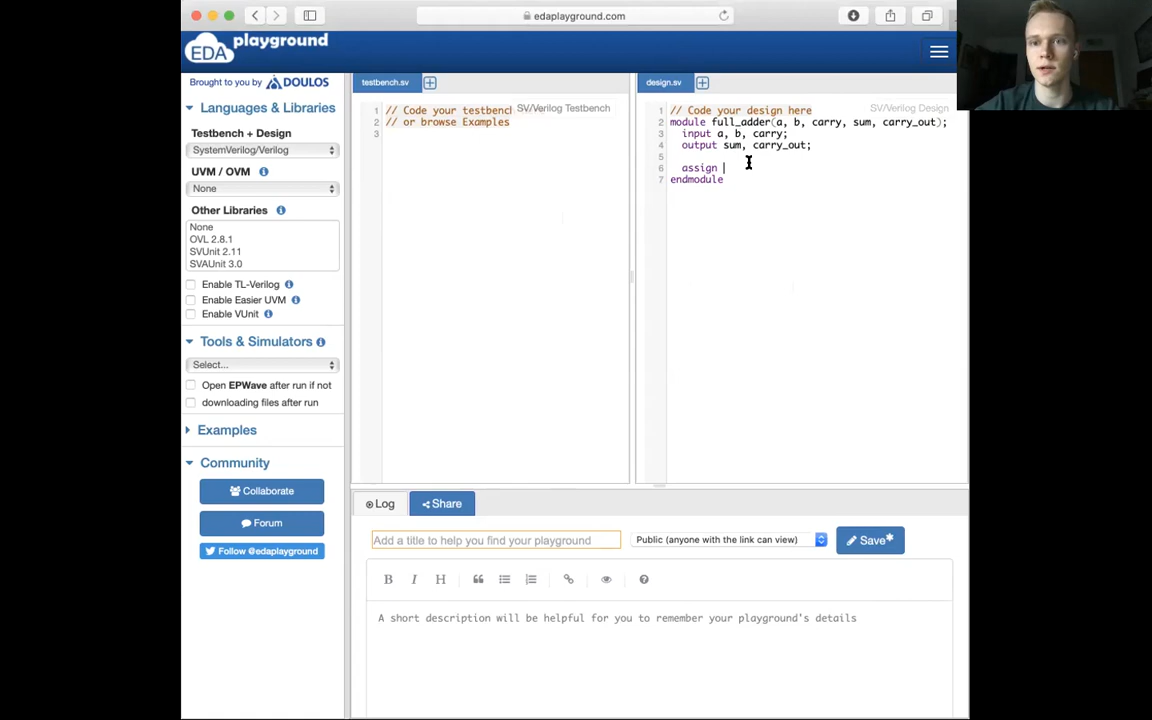 edaplayground.com
EDA playground
Brought to you by DOULOS
Languages & Libraries
Testbench + Design
SystemVerilog/Verilog
UVM / OVM
None
Other Libraries
None
OVL 2.8.1
SVUnit 2.11
SVAUnit 3.0
Enable TL-Verilog
Enable Easier UVM
Enable VUnit
Tools & Simulators
Select...
Open EPWave after run if not
downloading files after run
Examples
Community
Collaborate
Forum
Follow @edaplayground
testbench.sv
1 // Code your testbencl
SV/Verilog Testbench
2 // or browse Examples
3
design.sv
SV/Verilog Design
1 // Code your design here
2 module full_adder(a, b, carry, sum, carry_out);
3 input a, b, carry;
4 output sum, carry_out;
5
6 assign
7 endmodule
Log
Share
Add a title to help you find your playground
Public (anyone with the link can view)
Save*
B I H
A short description will be helpful for you to remember your playground's details